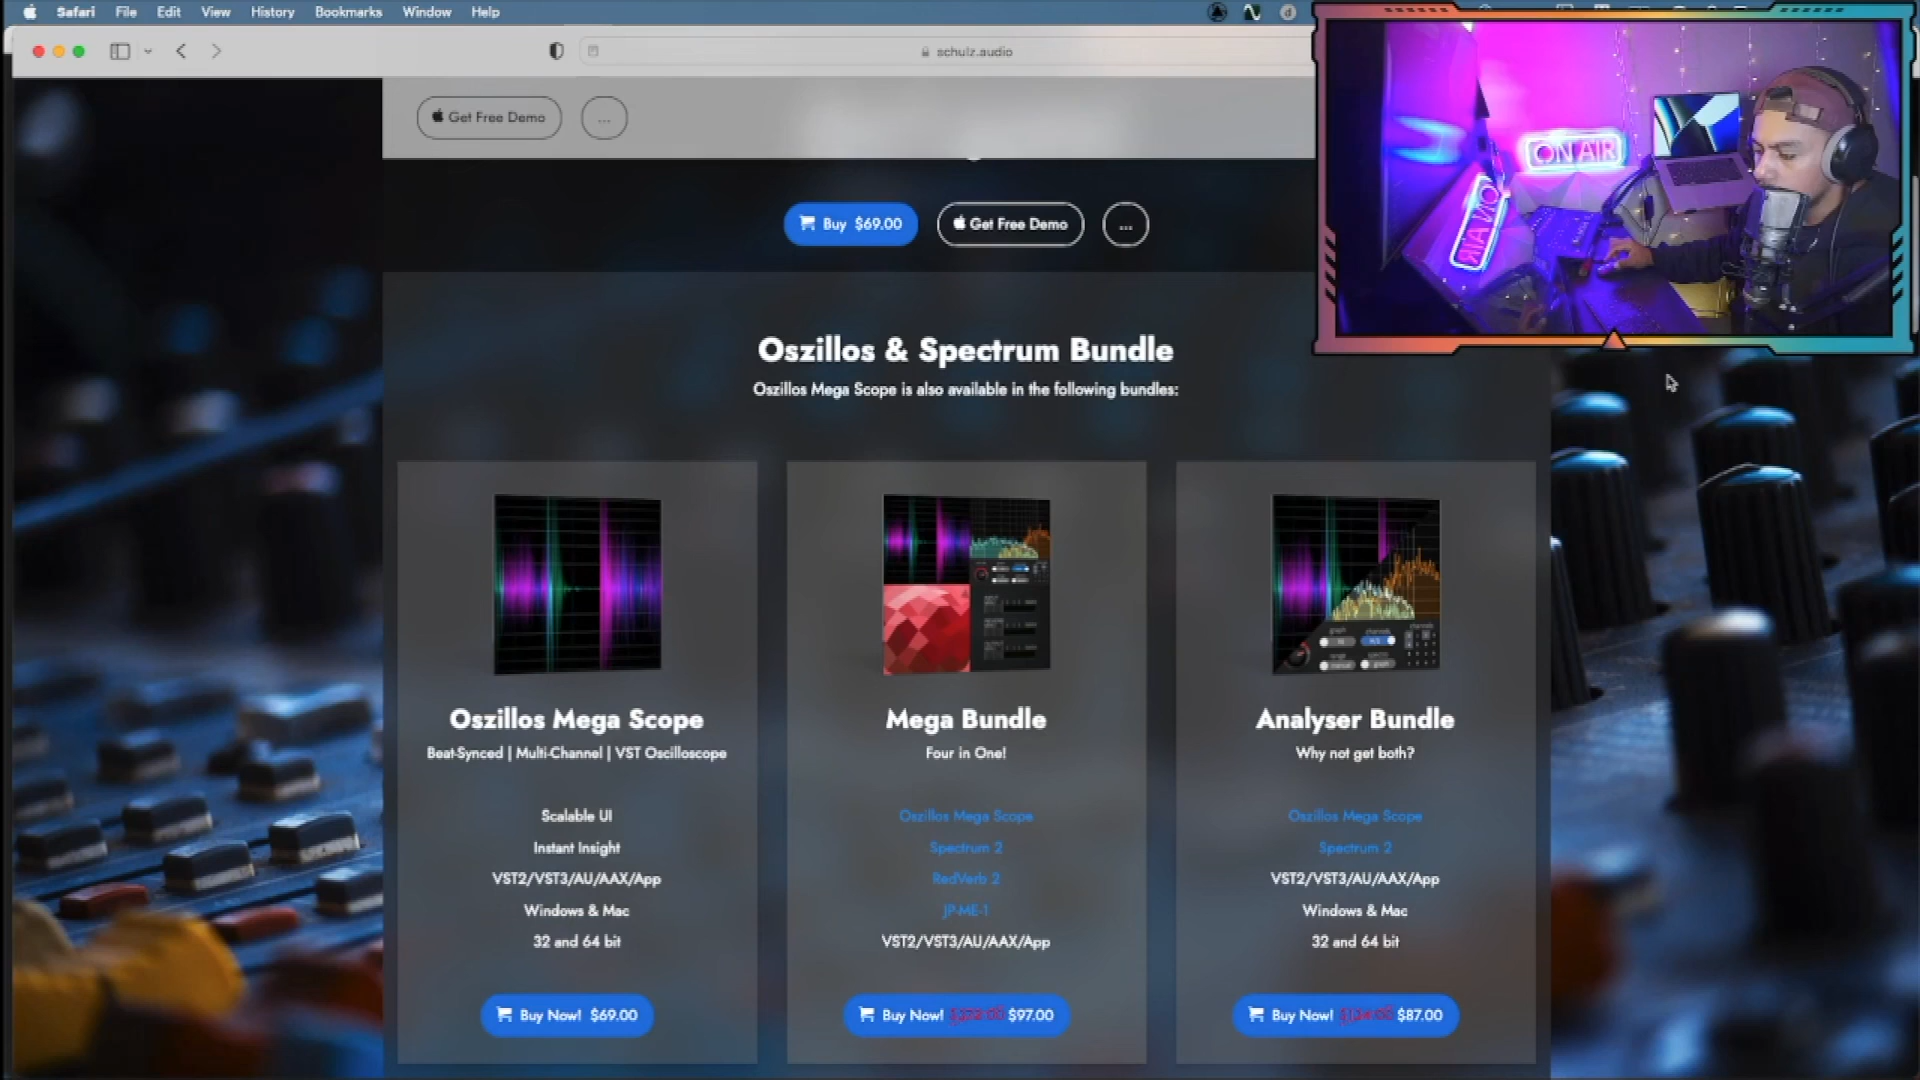 Safari File Edit View History Bookmarks Window Help
schulz.audio
Get Free Demo ...
Buy $69.00 Get Free Demo ...
ON AIR
ON AIR
Oszillos & Spectrum Bundle
Oszillos Mega Scope is also available in the following bundles:
Oszillos Mega Scope
Beat-Synced | Multi-Channel | VST Oscilloscope
Scalable UI
Instant Insight
VST2/VST3/AU/AAX/App
Windows & Mac
32 and 64 bit
Buy Now! $69.00
Mega Bundle
Four in One!
Oszillos Mega Scope
Spectrum 2
RedVerb 2
JP-ME-1
VST2/VST3/AU/AAX/App
Buy Now! $97.00
Analyser Bundle
Why not get both?
Oszillos Mega Scope
Spectrum 2
VST2/VST3/AU/AAX/App
Windows & Mac
32 and 64 bit
Buy Now! $87.00